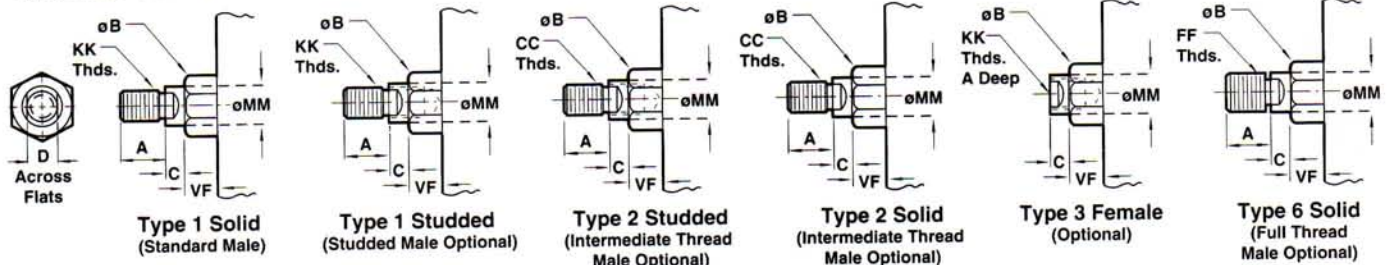 D
Across
Flats
øB
KK
Thds.
øMM
A
C
VF
Type 1 Solid
(Standard Male)
øB
KK
Thds.
øMM
A
C
VF
Type 1 Studded
(Studded Male Optional)
øB
CC
Thds.
øMM
A
C
VF
Type 2 Studded
(Intermediate Thread
Male Optional)
øB
CC
Thds.
øMM
A
C
VF
Type 2 Solid
(Intermediate Thread
Male Optional)
øB
KK
Thds.
A Deep
øMM
C
VF
Type 3 Female
(Optional)
øB
FF
Thds.
øMM
A
C
VF
Type 6 Solid
(Full Thread
Male Optional)